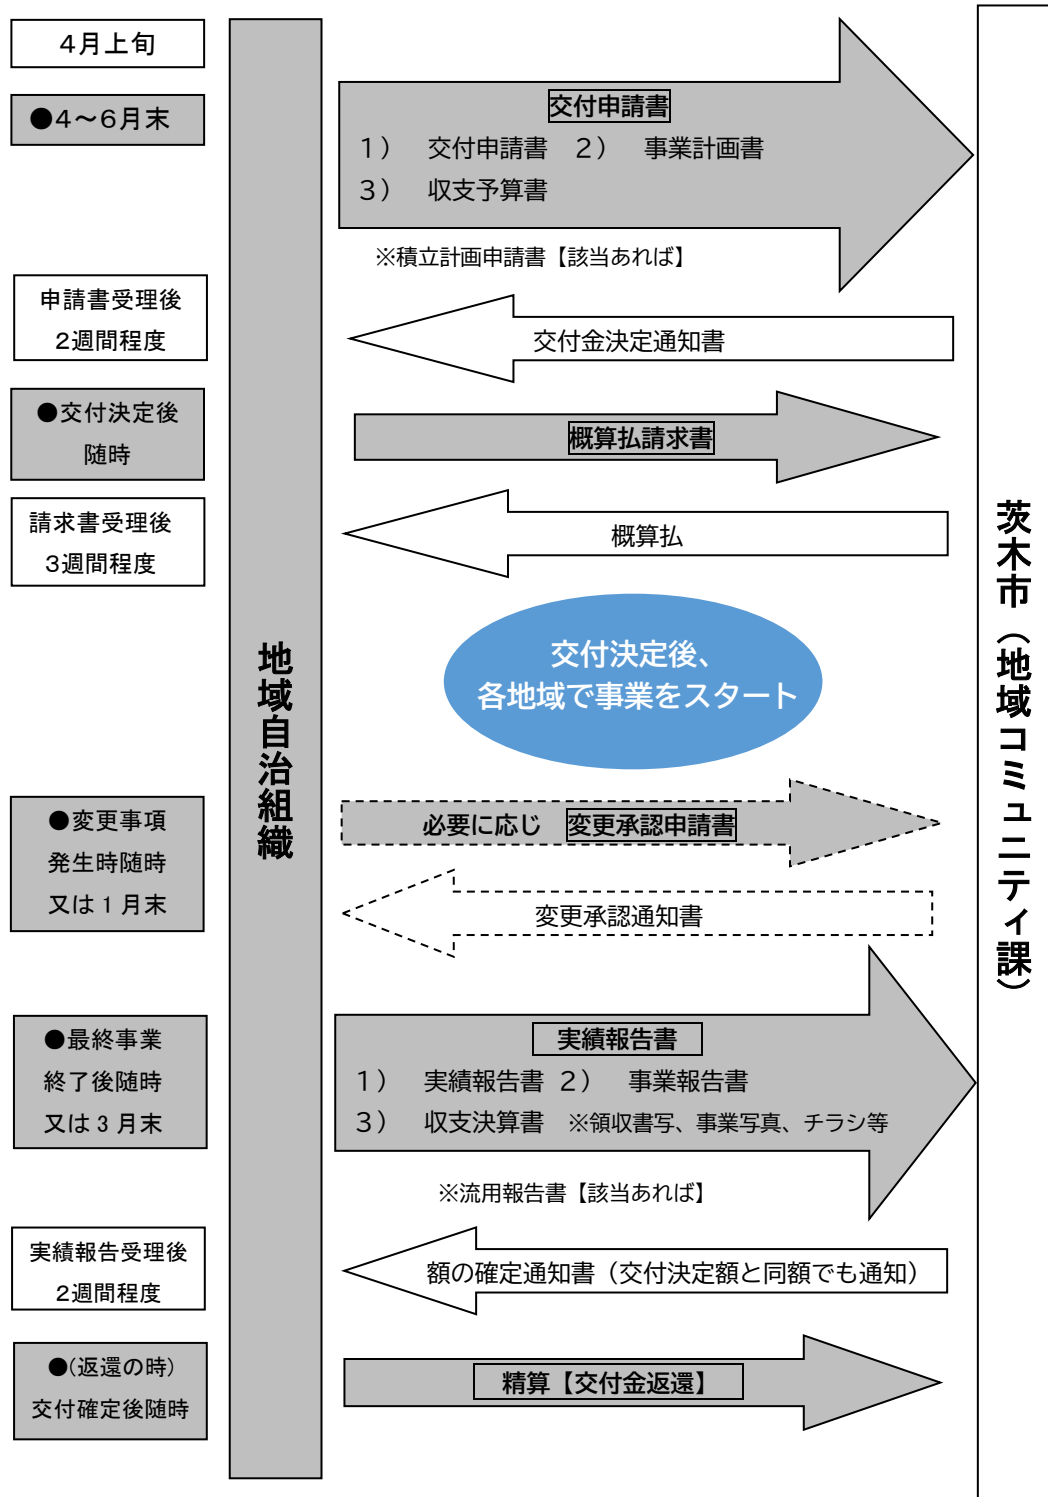 4月上旬
●4～6月末
交付申請書
1）　交付申請書　2）　事業計画書
3）　収支予算書
※積立計画申請書【該当あれば】
申請書受理後
2週間程度
交付金決定通知書
●交付決定後
随時
概算払請求書
請求書受理後
3週間程度
概算払
交付決定後、
各地域で事業をスタート
地域自治組織
茨木市（地域コミュニティ課）
●変更事項
発生時随時
又は1月末
必要に応じ　変更承認申請書
変更承認通知書
●最終事業
終了後随時
又は3月末
実績報告書
1）　実績報告書 2）　事業報告書
3）　収支決算書　※領収書写、事業写真、チラシ等
※流用報告書【該当あれば】
実績報告受理後
2週間程度
額の確定通知書（交付決定額と同額でも通知）
●(返還の時)
交付確定後随時
精算【交付金返還】